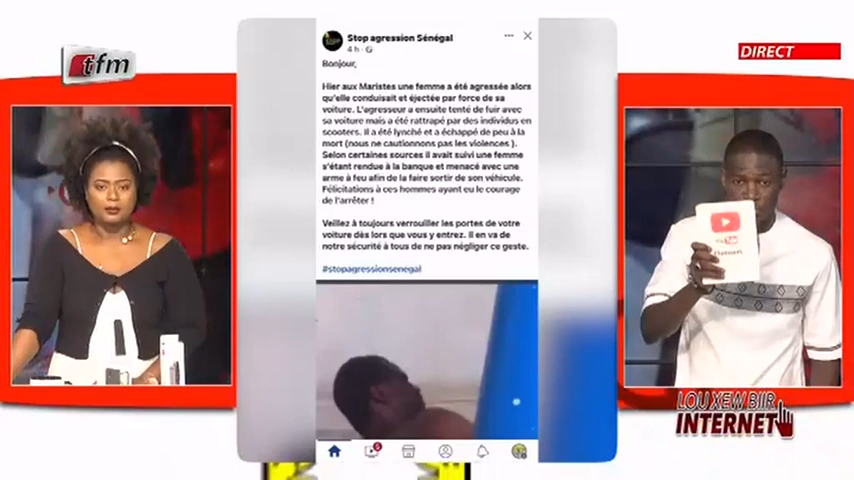 tfm
DIRECT
Stop agression Sénégal
4 h
Bonjour,
Hier aux Maristes une femme a été agressée alors
qu'elle conduisait et éjectée par force de sa
voiture. L'agresseur a ensuite tenté de fuir avec
sa voiture mais a été rattrapé par des individus en
scooters. Il a été lynché et a échappé de peu à la
mort (nous ne cautionnons pas les violences ).
Selon certaines sources il avait suivi une femme
s'étant rendue à la banque et menacé avec une
arme à feu afin de la faire sortir de son véhicule.
Félicitations à ces hommes ayant eu le courage
de l'arrêter !
Veillez à toujours verrouiller les portes de votre
voiture dès lors que vous y entrez. Il en va de
notre sécurité à tous de ne pas négliger ce geste.
#stopagressionsenegal
LOU XEW BIIR
INTERNET